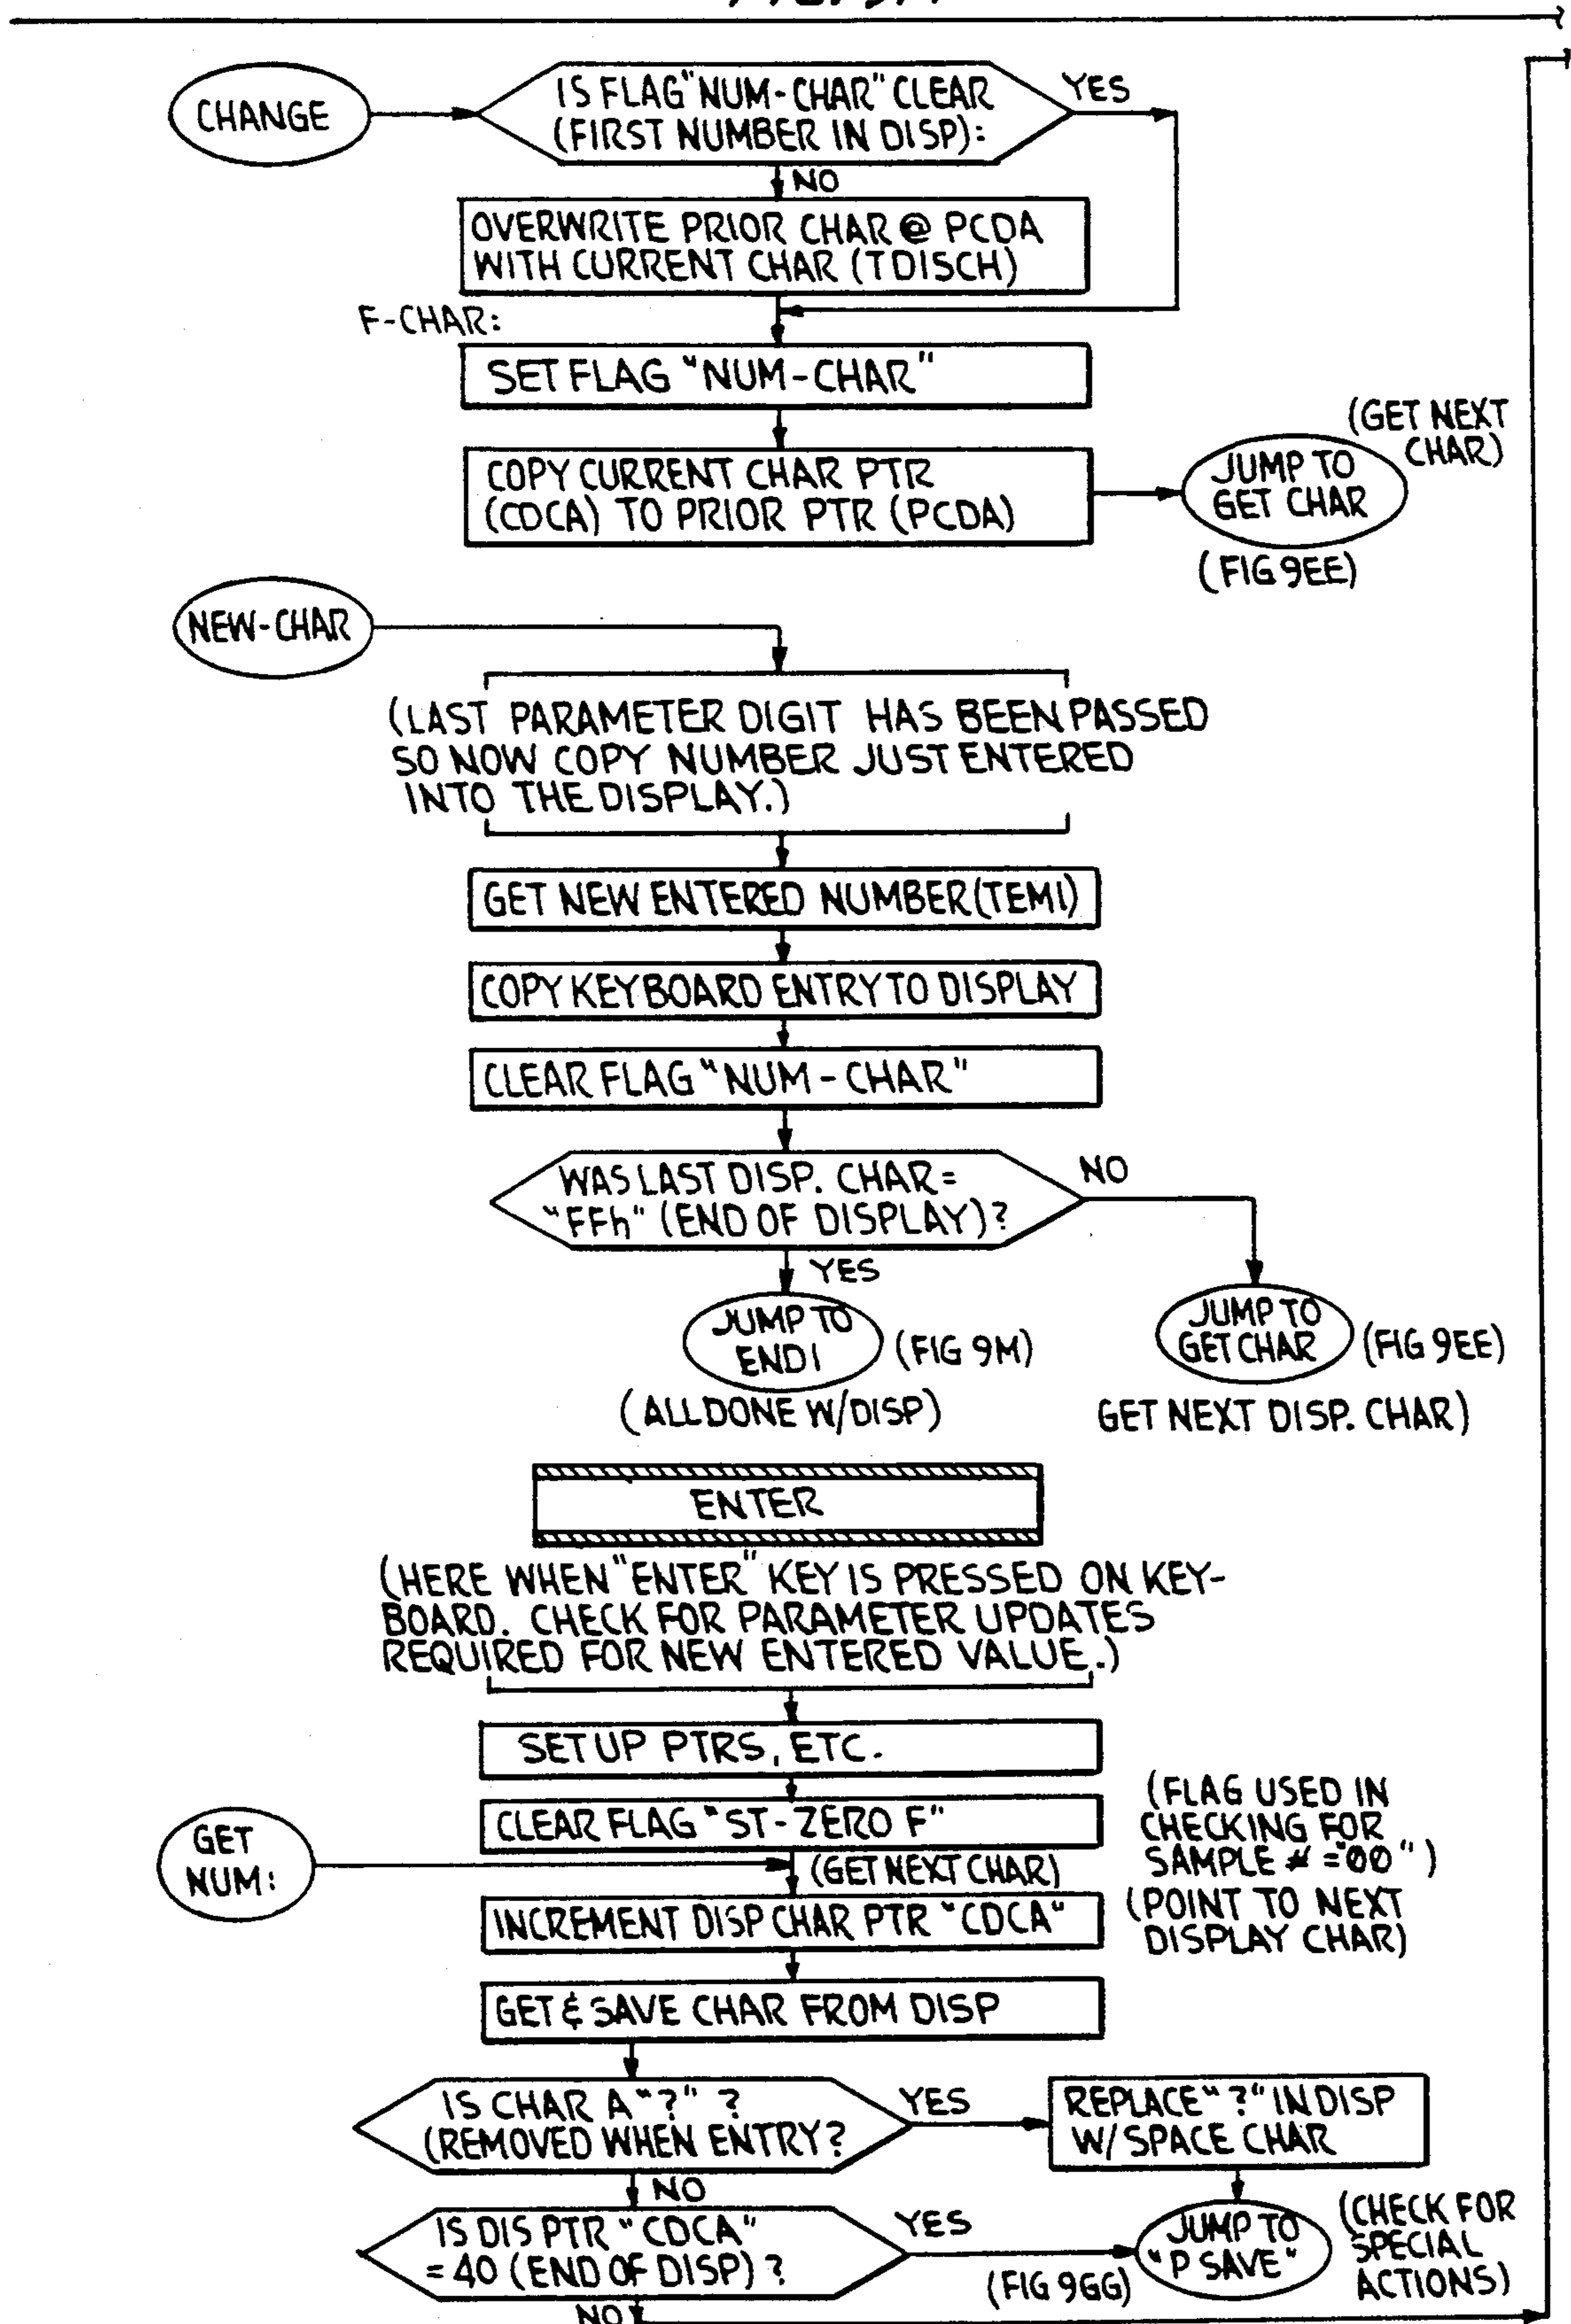 CHANGE
IS FLAG "NUM-CHAR" CLEAR
(FIRST NUMBER IN DISP):
YES
NO
OVERWRITE PRIOR CHAR @ PCDA
WITH CURRENT CHAR (TDISCH)
F-CHAR:
SET FLAG "NUM-CHAR"
COPY CURRENT CHAR PTR
(CDCA) TO PRIOR PTR (PCDA)
(GET NEXT
CHAR)
JUMP TO
GET CHAR
(FIG 9EE)
NEW-CHAR
(LAST PARAMETER DIGIT HAS BEEN PASSED
SO NOW COPY NUMBER JUST ENTERED
INTO THE DISPLAY.)
GET NEW ENTERED NUMBER (TEM1)
COPY KEYBOARD ENTRY TO DISPLAY
CLEAR FLAG "NUM-CHAR"
WAS LAST DISP. CHAR =
"FFh" (END OF DISPLAY)?
NO
YES
JUMP TO
END1
(FIG 9M)
(ALL DONE W/DISP)
JUMP TO
GET CHAR
(FIG 9EE)
GET NEXT DISP. CHAR)
ENTER
(HERE WHEN "ENTER" KEY IS PRESSED ON KEY-
BOARD. CHECK FOR PARAMETER UPDATES
REQUIRED FOR NEW ENTERED VALUE.)
SET UP PTRS, ETC.
CLEAR FLAG "ST-ZERO F"
(FLAG USED IN
CHECKING FOR
SAMPLE # ="00")
GET
NUM:
(GET NEXT CHAR)
INCREMENT DISP CHAR PTR "CDCA"
(POINT TO NEXT
DISPLAY CHAR)
GET & SAVE CHAR FROM DISP
IS CHAR A "?" ?
(REMOVED WHEN ENTRY?
YES
REPLACE "?" IN DISP
W/ SPACE CHAR
NO
IS DIS PTR "CDCA"
= 40 (END OF DISP) ?
YES
(FIG 9GG)
JUMP TO
"P SAVE"
(CHECK FOR
SPECIAL
ACTIONS)
NO